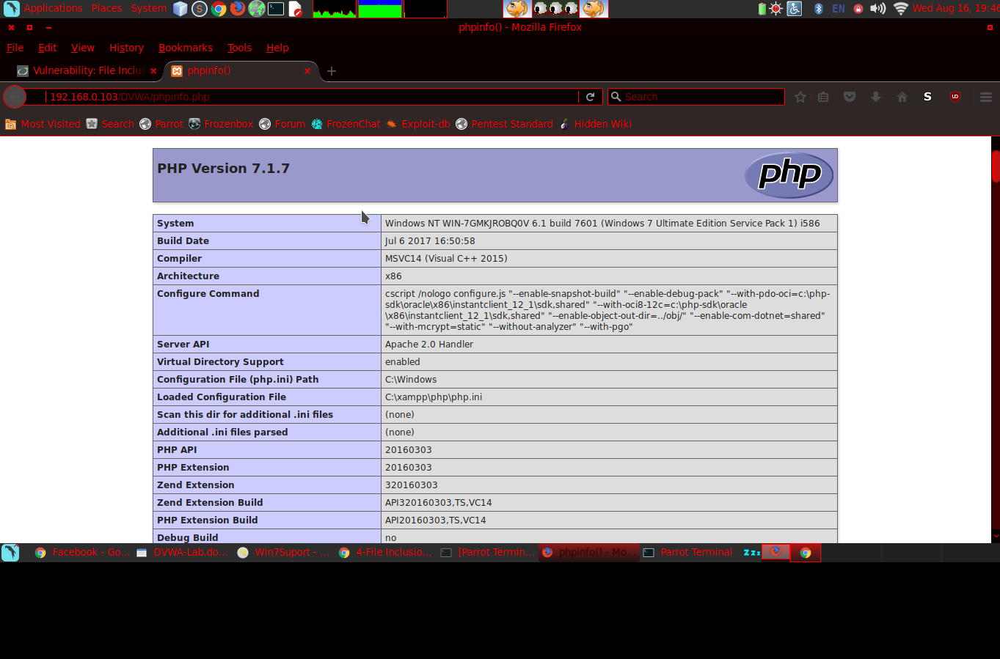 Applications Places System EN Wed Aug 16, 19:46
phpinfo() - Mozilla Firefox
File Edit View History Bookmarks Tools Help
Vulnerability: File Inclus phpinfo()
192.168.0.103/DVWA/phpinfo.php Search S
Most Visited Search Parrot Frozenbox Forum FrozenChat Exploit-db Pentest Standard Hidden Wiki
PHP Version 7.1.7 php
System Windows NT WIN-7GMKJROBQ0V 6.1 build 7601 (Windows 7 Ultimate Edition Service Pack 1) i586
Build Date Jul 6 2017 16:50:58
Compiler MSVC14 (Visual C++ 2015)
Architecture x86
Configure Command cscript /nologo configure.js "--enable-snapshot-build" "--enable-debug-pack" "--with-pdo-oci=c:\php-
sdk\oracle\x86\instantclient_12_1\sdk,shared" "--with-oci8-12c=c:\php-sdk\oracle
\x86\instantclient_12_1\sdk,shared" "--enable-object-out-dir=../obj/" "--enable-com-dotnet=shared"
"--with-mcrypt=static" "--without-analyzer" "--with-pgo"
Server API Apache 2.0 Handler
Virtual Directory Support enabled
Configuration File (php.ini) Path C:\Windows
Loaded Configuration File C:\xampp\php\php.ini
Scan this dir for additional .ini files (none)
Additional .ini files parsed (none)
PHP API 20160303
PHP Extension 20160303
Zend Extension 320160303
Zend Extension Build API320160303,TS,VC14
PHP Extension Build API20160303,TS,VC14
Debug Build no
Facebook - Go... DVWA-Lab.do... Win7Suport - ... 4-File Inclusio... [Parrot Termin... phpinfo() - Mo... Parrot Terminal zzz